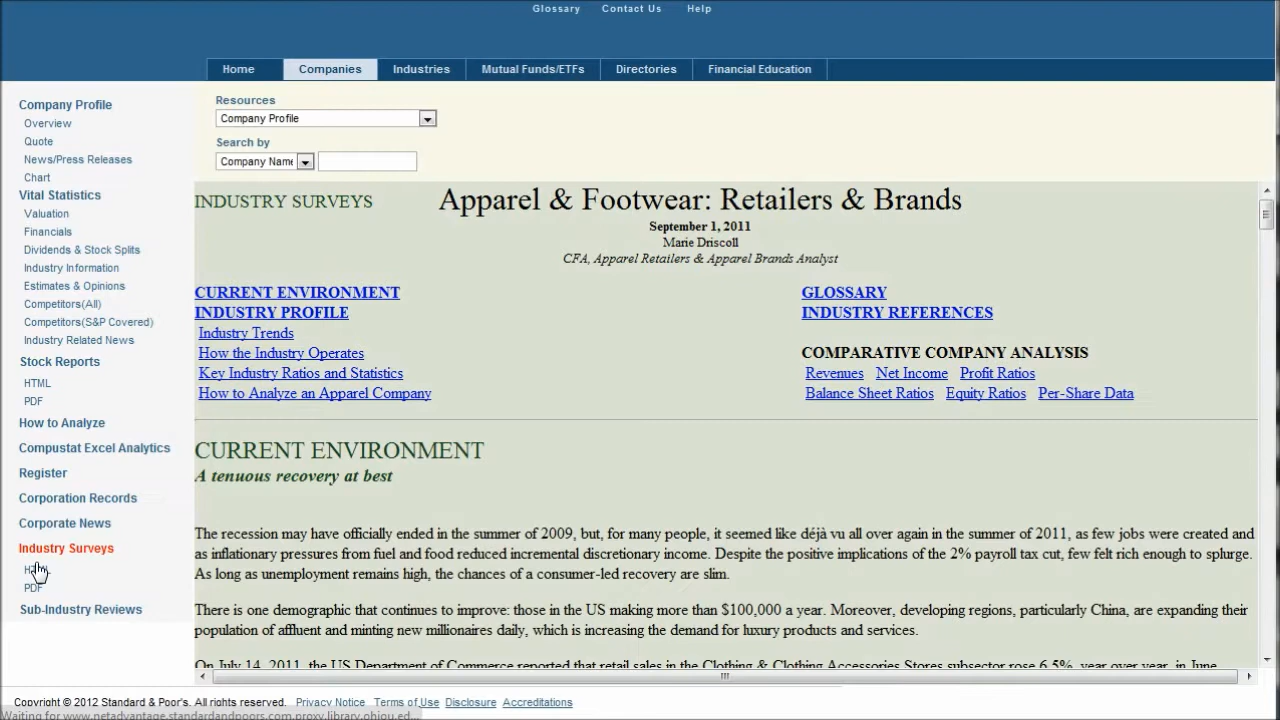 Glossary Contact Us Help
Home Companies Industries Mutual Funds/ETFs Directories Financial Education
Resources
Company Profile
Search by
Company Name
Company Profile
Overview
Quote
News/Press Releases
Chart
Vital Statistics
Valuation
Financials
Dividends & Stock Splits
Industry Information
Estimates & Opinions
Competitors(All)
Competitors(S&P Covered)
Industry Related News
Stock Reports
HTML
PDF
How to Analyze
Compustat Excel Analytics
Register
Corporation Records
Corporate News
Industry Surveys
PDF
Sub-Industry Reviews
INDUSTRY SURVEYS
Apparel & Footwear: Retailers & Brands
September 1, 2011
Marie Driscoll
CFA, Apparel Retailers & Apparel Brands Analyst
CURRENT ENVIRONMENT
INDUSTRY PROFILE
Industry Trends
How the Industry Operates
Key Industry Ratios and Statistics
How to Analyze an Apparel Company
GLOSSARY
INDUSTRY REFERENCES
COMPARATIVE COMPANY ANALYSIS
Revenues Net Income Profit Ratios
Balance Sheet Ratios Equity Ratios Per-Share Data
CURRENT ENVIRONMENT
A tenuous recovery at best
The recession may have officially ended in the summer of 2009, but, for many people, it seemed like déjà vu all over again in the summer of 2011, as few jobs were created and
as inflationary pressures from fuel and food reduced incremental discretionary income. Despite the positive implications of the 2% payroll tax cut, few felt rich enough to splurge.
As long as unemployment remains high, the chances of a consumer-led recovery are slim.
There is one demographic that continues to improve: those in the US making more than $100,000 a year. Moreover, developing regions, particularly China, are expanding their
population of affluent and minting new millionaires daily, which is increasing the demand for luxury products and services.
On July 14, 2011, the US Department of Commerce reported that retail sales in the Clothing & Clothing Accessories Stores subsector rose 6.5%, year over year, in June
Copyright © 2012 Standard & Poor's. All rights reserved. Privacy Notice Terms of Use Disclosure Accreditations
Waiting for www.netadvantage.standardandpoors.com.proxy.library.ohiou.ed...